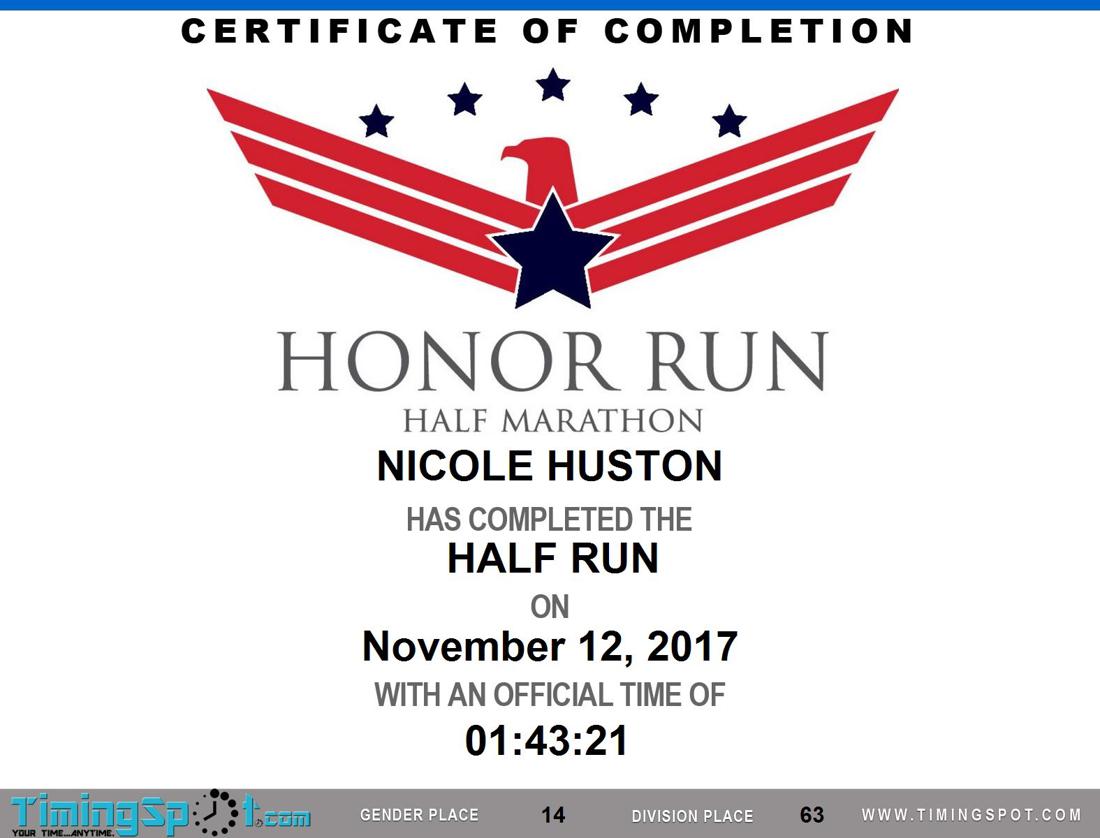 CERTIFICATE OF COMPLETION
HONOR RUN
HALF MARATHON
NICOLE HUSTON
HAS COMPLETED THE
HALF RUN
ON
November 12, 2017
WITH AN OFFICIAL TIME OF
01:43:21
TimingSpot.com
YOUR TIME...ANYTIME.
GENDER PLACE 14 DIVISION PLACE 63 WWW.TIMINGSPOT.COM